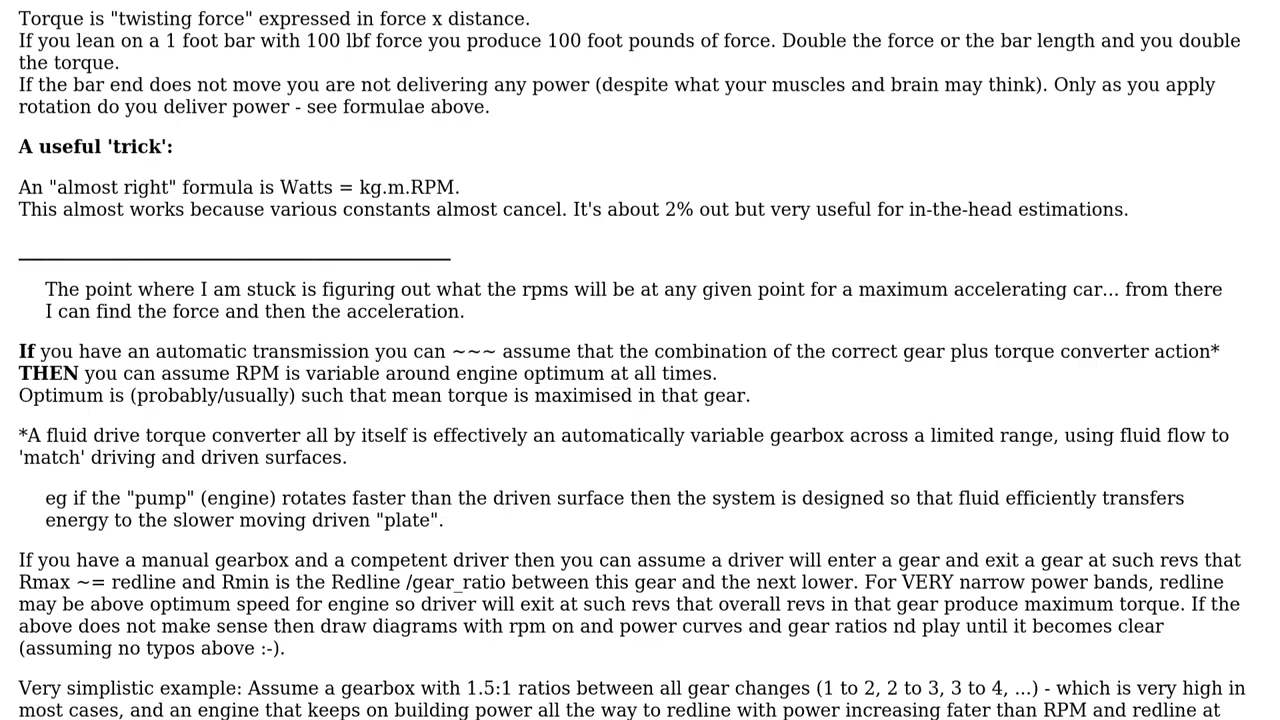 Torque is "twisting force" expressed in force x distance.
If you lean on a 1 foot bar with 100 lbf force you produce 100 foot pounds of force. Double the force or the bar length and you double
the torque.
If the bar end does not move you are not delivering any power (despite what your muscles and brain may think). Only as you apply
rotation do you deliver power - see formulae above.
A useful 'trick':
An "almost right" formula is Watts = kg.m.RPM.
This almost works because various constants almost cancel. It's about 2% out but very useful for in-the-head estimations.
The point where I am stuck is figuring out what the rpms will be at any given point for a maximum accelerating car... from there
I can find the force and then the acceleration.
If you have an automatic transmission you can ~~~ assume that the combination of the correct gear plus torque converter action*
THEN you can assume RPM is variable around engine optimum at all times.
Optimum is (probably/usually) such that mean torque is maximised in that gear.
*A fluid drive torque converter all by itself is effectively an automatically variable gearbox across a limited range, using fluid flow to
'match' driving and driven surfaces.
eg if the "pump" (engine) rotates faster than the driven surface then the system is designed so that fluid efficiently transfers
energy to the slower moving driven "plate".
If you have a manual gearbox and a competent driver then you can assume a driver will enter a gear and exit a gear at such revs that
Rmax ~= redline and Rmin is the Redline /gear_ratio between this gear and the next lower. For VERY narrow power bands, redline
may be above optimum speed for engine so driver will exit at such revs that overall revs in that gear produce maximum torque. If the
above does not make sense then draw diagrams with rpm on and power curves and gear ratios nd play until it becomes clear
(assuming no typos above :-).
Very simplistic example: Assume a gearbox with 1.5:1 ratios between all gear changes (1 to 2, 2 to 3, 3 to 4, ...) - which is very high in
most cases, and an engine that keeps on building power all the way to redline with power increasing fater than RPM and redline at